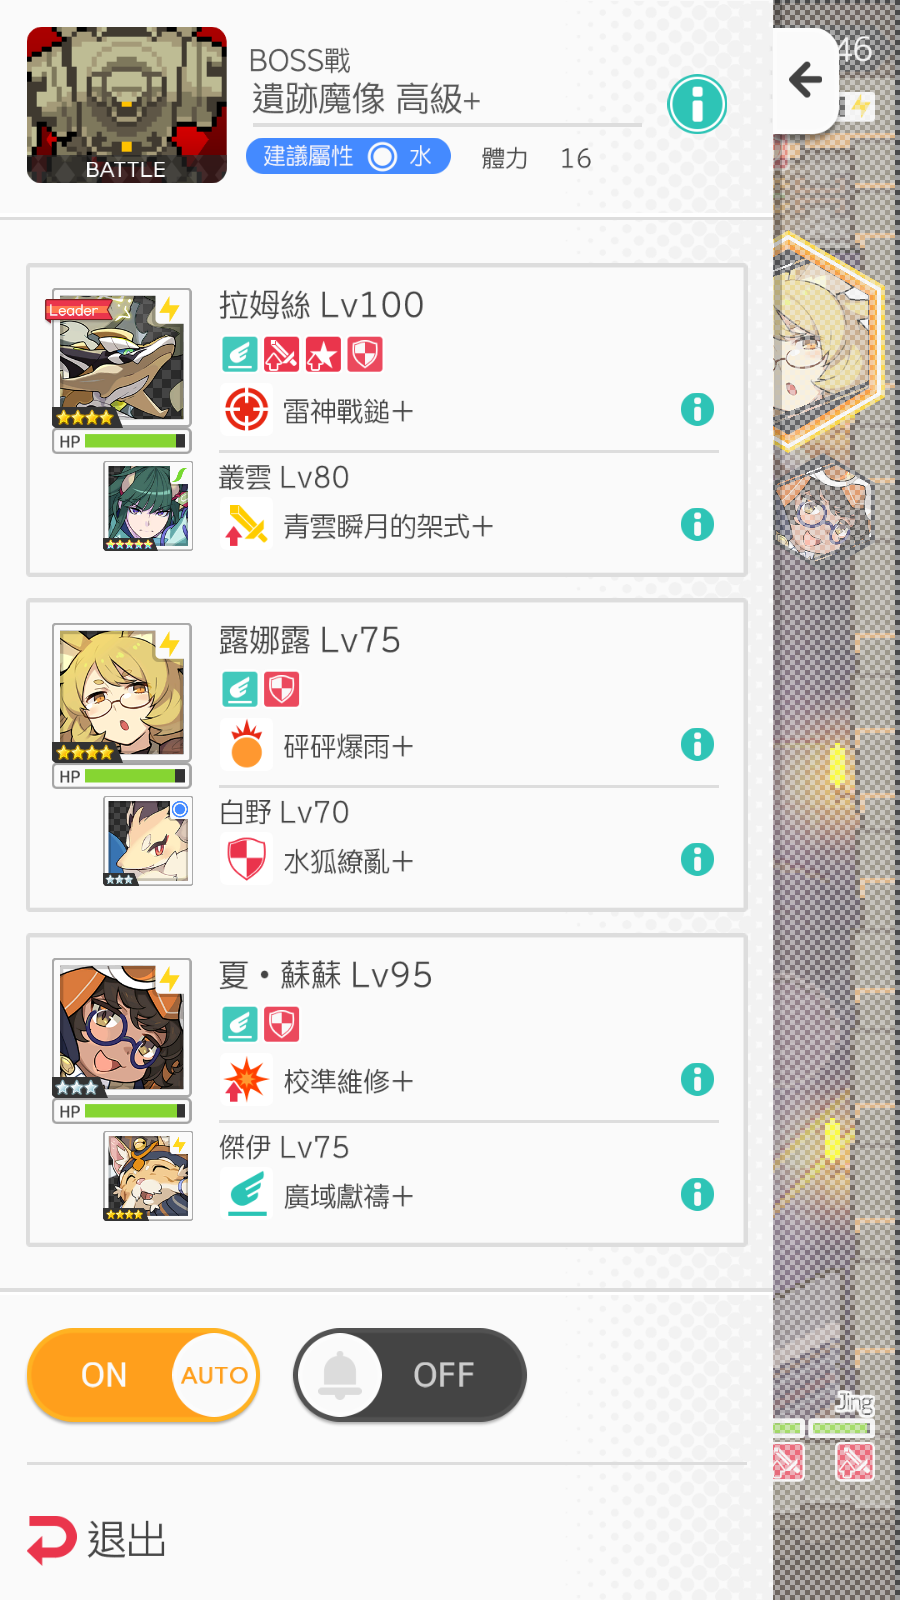 BOSS戰
遺跡魔像 高級+
BATTLE
建議屬性 水
體力 16
46
Leader
拉姆絲 Lv100
雷神戰鎚＋
HP
叢雲 Lv80
青雲瞬月的架式＋
露娜露 Lv75
砰砰爆雨＋
HP
白野 Lv70
水狐繚亂＋
夏・蘇蘇 Lv95
校準維修＋
HP
傑伊 Lv75
廣域獻禱＋
ON AUTO
OFF
Jing
退出